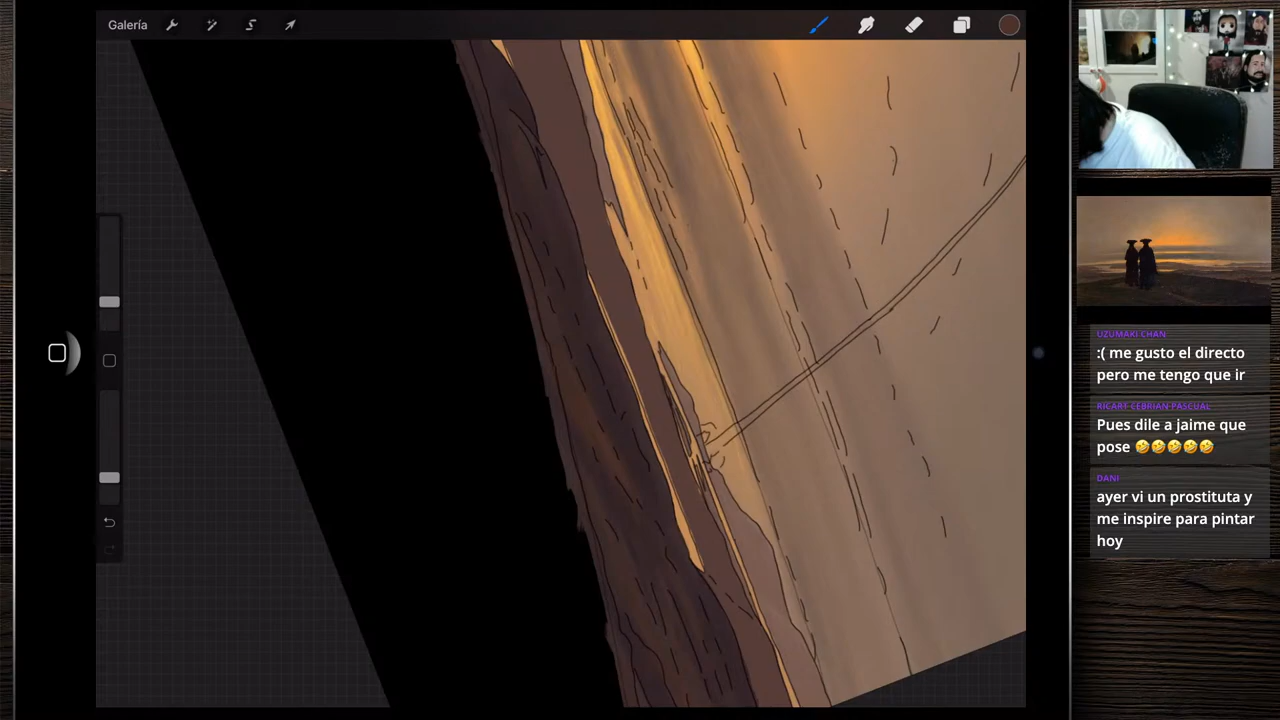 Galería
UZUMAKI CHAN
:( me gusto el directo
pero me tengo que ir
RICART CEBRIAN PASCUAL
Pues dile a jaime que
pose 🤣🤣🤣🤣🤣
DANI
ayer vi un prostituta y
me inspire para pintar
hoy